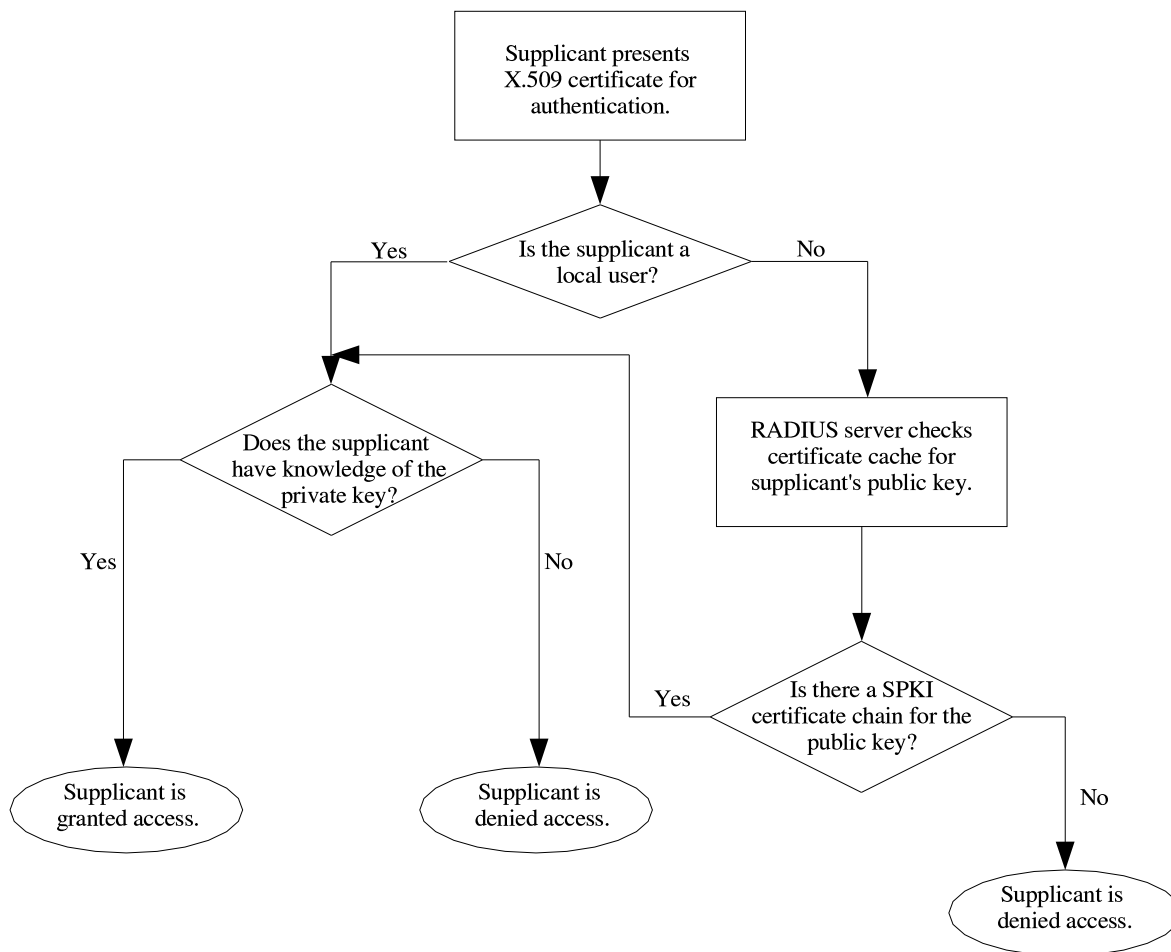 Supplicant presents
X.509 certificate for
authentication.
Is the supplicant a
local user?
Yes
No
Does the supplicant
have knowledge of the
private key?
RADIUS server checks
certificate cache for
supplicant's public key.
Yes
No
Is there a SPKI
certificate chain for the
public key?
Yes
No
Supplicant is
granted access.
Supplicant is
denied access.
Supplicant is
denied access.